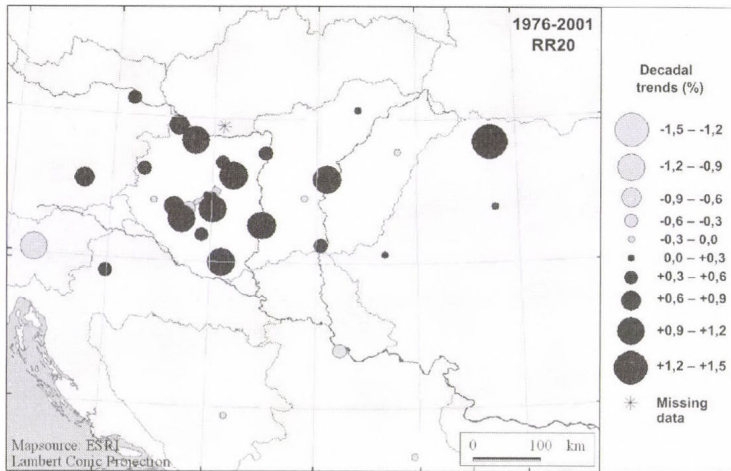 1976-2001
RR20
Decadal
trends (%)
-1,5 – -1,2
-1,2 – -0,9
-0,9 – -0,6
-0,6 – -0,3
-0,3 – 0,0
0,0 – +0,3
+0,3 – +0,6
+0,6 – +0,9
+0,9 – +1,2
+1,2 – +1,5
Missing
data
Mapsource: ESRI
Lambert Conic Projection
0 100 km